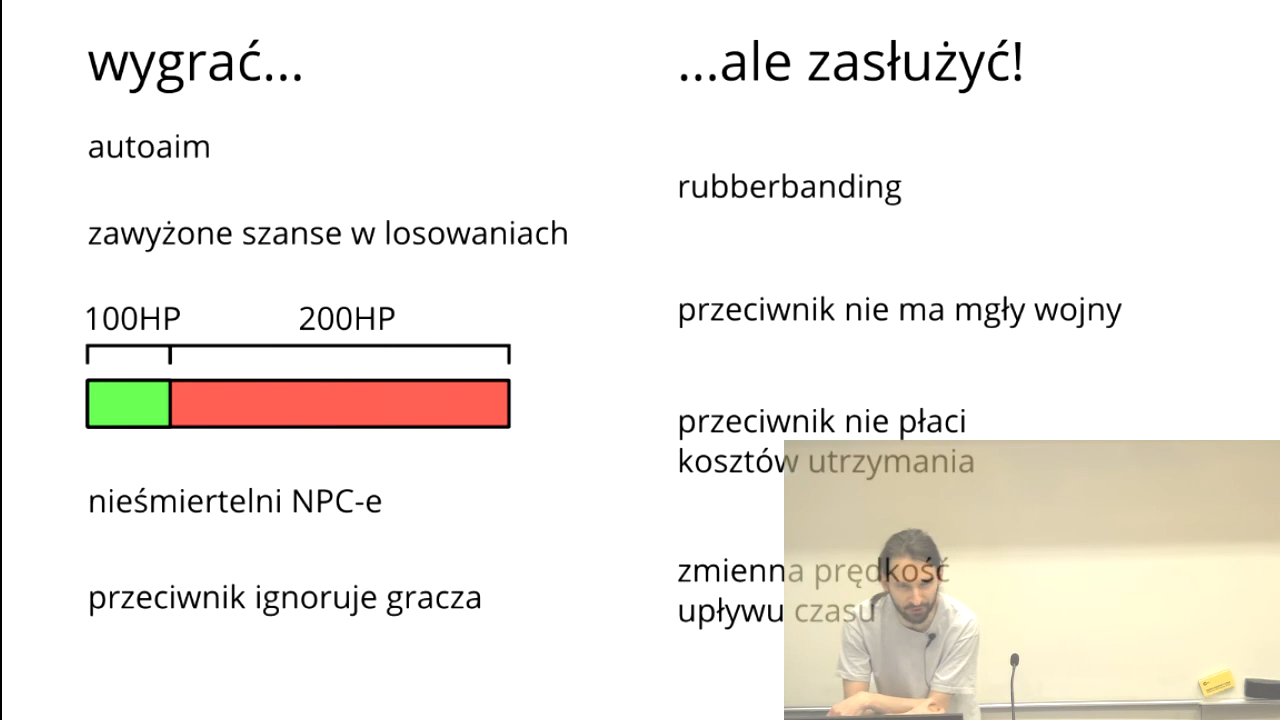 wygrać...
autoaim
zawyżone szanse w losowaniach
100HP 200HP
nieśmiertelni NPC-e
przeciwnik ignoruje gracza
...ale zasłużyć!
rubberbanding
przeciwnik nie ma mgły wojny
przeciwnik nie płaci
kosztów utrzymania
zmienna prędkość
upływu czasu